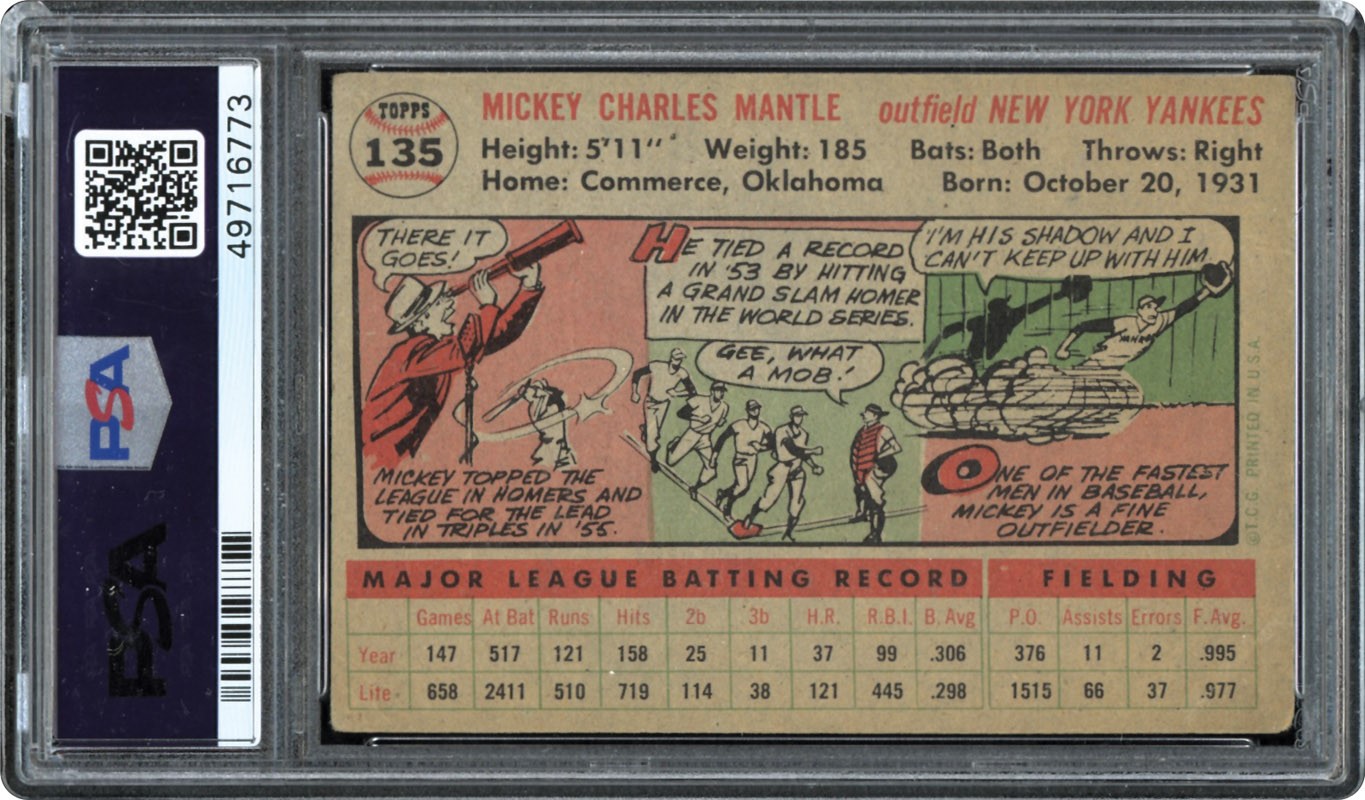 49716773
PSA
PSA
TOPPS
135
MICKEY CHARLES MANTLE outfield NEW YORK YANKEES
Height: 5'11" Weight: 185 Bats: Both Throws: Right
Home: Commerce, Oklahoma Born: October 20, 1931
THERE IT
GOES!
MICKEY TOPPED THE
LEAGUE IN HOMERS AND
TIED FOR THE LEAD
IN TRIPLES IN '55.
HE TIED A RECORD
IN '53 BY HITTING
A GRAND SLAM HOMER
IN THE WORLD SERIES.
GEE, WHAT
A MOB!
I'M HIS SHADOW AND I
CAN'T KEEP UP WITH HIM
YANKS
ONE OF THE FASTEST
MEN IN BASEBALL,
MICKEY IS A FINE
OUTFIELDER.
©T.C.G. PRINTED IN U.S.A.
MAJOR LEAGUE BATTING RECORD FIELDING
Games At Bat Runs Hits 2b 3b H.R. R.B.I. B. Avg P.O. Assists Errors F. Avg.
Year 147 517 121 158 25 11 37 99 .306 376 11 2 .995
Life 658 2411 510 719 114 38 121 445 .298 1515 66 37 .977